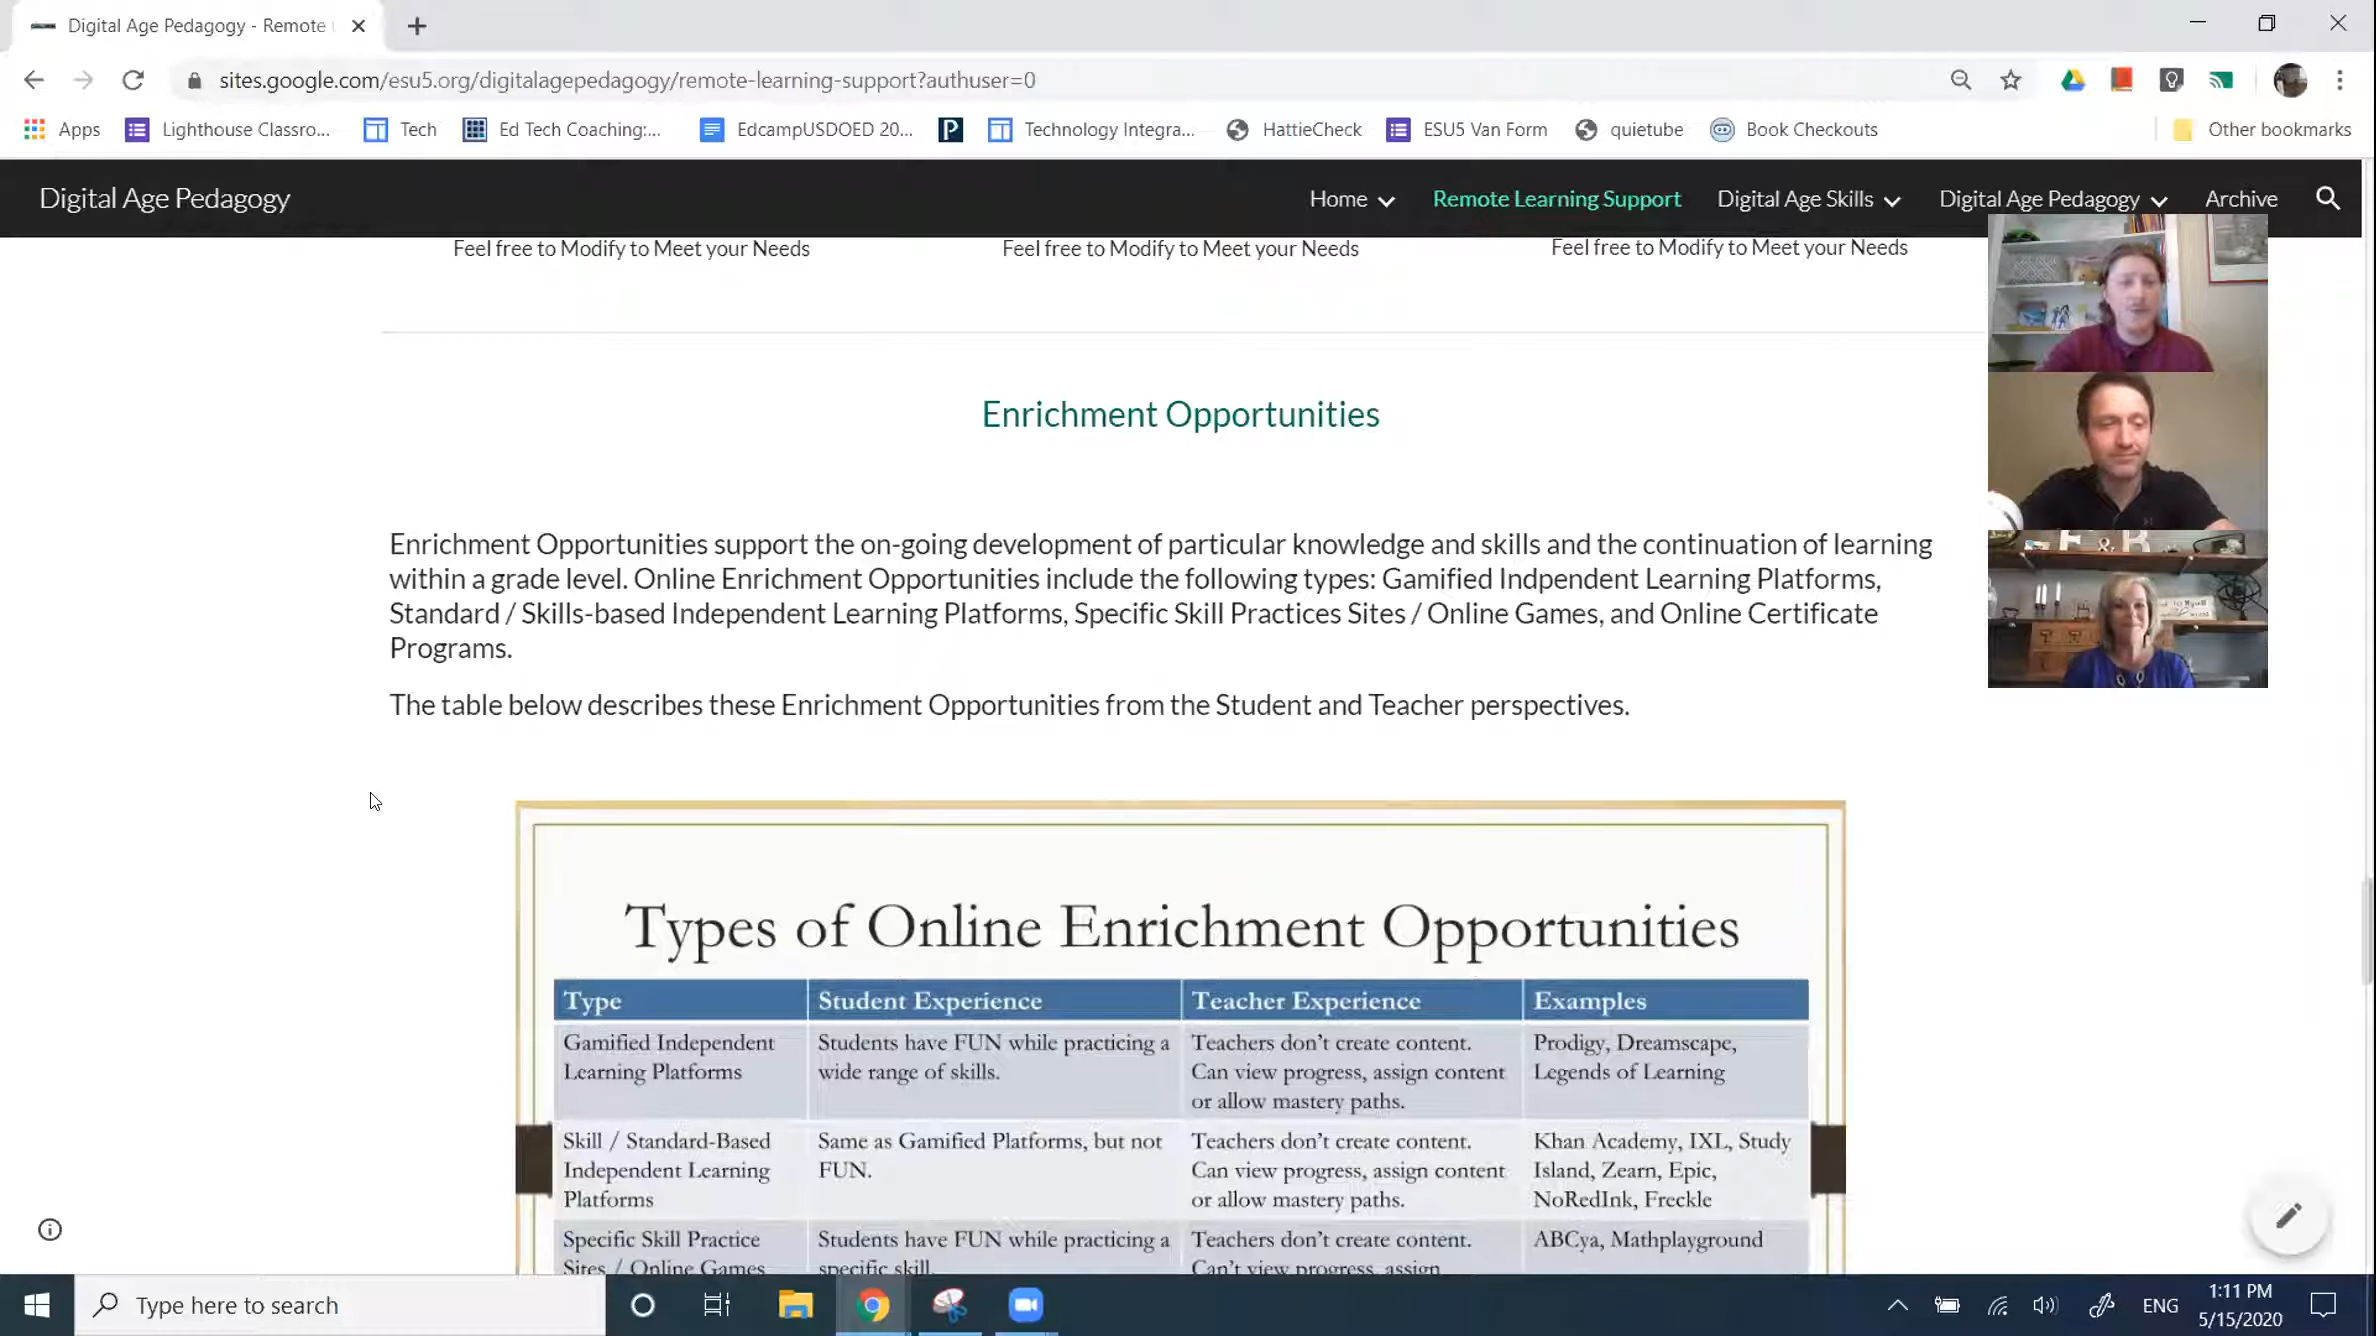 Digital Age Pedagogy - Remote
sites.google.com/esu5.org/digitalagepedagogy/remote-learning-support?authuser=0
Apps Lighthouse Classro... Tech Ed Tech Coaching:... EdcampUSDOED 20... P Technology Integra... HattieCheck ESU5 Van Form quietube Book Checkouts Other bookmarks
Digital Age Pedagogy Home Remote Learning Support Digital Age Skills Digital Age Pedagogy Archive
Feel free to Modify to Meet your Needs Feel free to Modify to Meet your Needs Feel free to Modify to Meet your Needs
Enrichment Opportunities
Enrichment Opportunities support the on-going development of particular knowledge and skills and the continuation of learning
within a grade level. Online Enrichment Opportunities include the following types: Gamified Indpendent Learning Platforms,
Standard / Skills-based Independent Learning Platforms, Specific Skill Practices Sites / Online Games, and Online Certificate
Programs.
The table below describes these Enrichment Opportunities from the Student and Teacher perspectives.
Types of Online Enrichment Opportunities
Type Student Experience Teacher Experience Examples
Gamified Independent Students have FUN while practicing a Teachers don't create content. Prodigy, Dreamscape,
Learning Platforms wide range of skills. Can view progress, assign content Legends of Learning
or allow mastery paths.
Skill / Standard-Based Same as Gamified Platforms, but not Teachers don't create content. Khan Academy, IXL, Study
Independent Learning FUN. Can view progress, assign content Island, Zearn, Epic,
Platforms or allow mastery paths. NoRedInk, Freckle
Specific Skill Practice Students have FUN while practicing a Teachers don't create content. ABCya, Mathplayground
Sites / Online Games specific skill. Can't view progress, assign
Type here to search
ENG
1:11 PM
5/15/2020